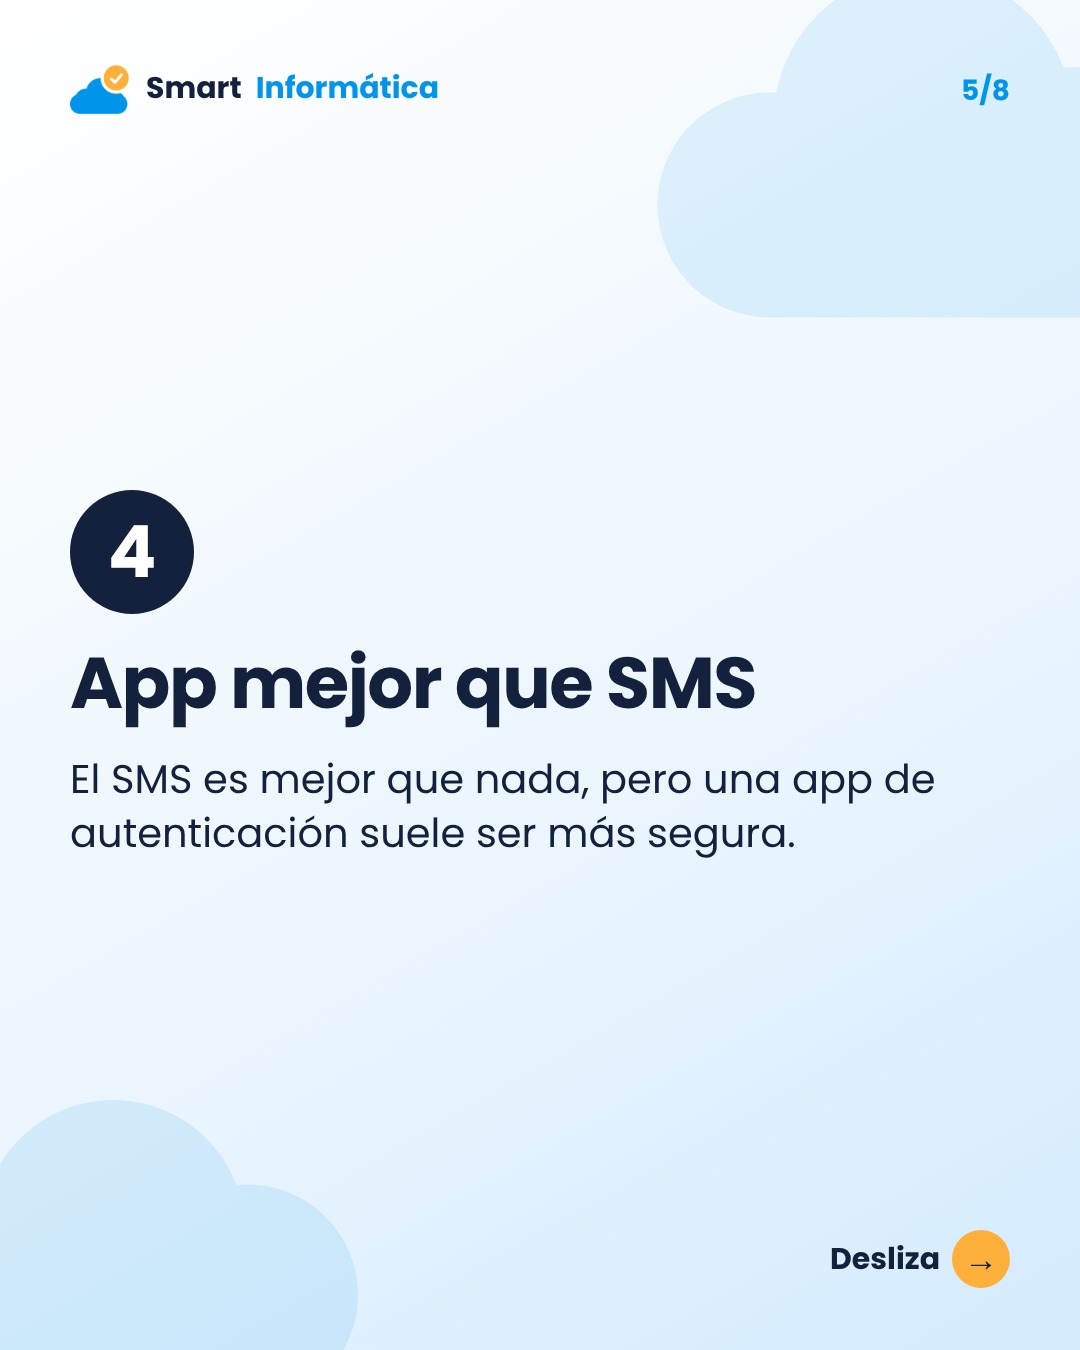 Smart Informática
5/8
4
App mejor que SMS
El SMS es mejor que nada, pero una app de
autenticación suele ser más segura.
Desliza →